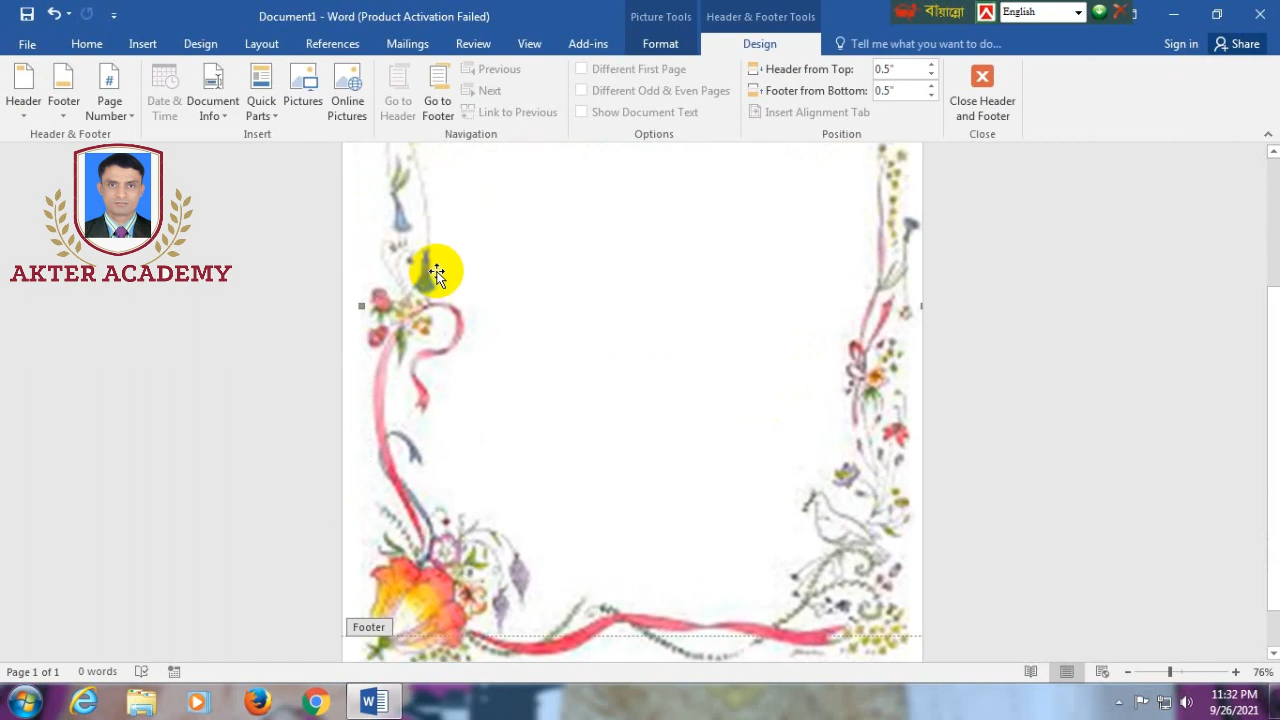 Document1 - Word (Product Activation Failed)
Picture Tools
Header & Footer Tools
বায়ান্নো
English
File
Home
Insert
Design
Layout
References
Mailings
Review
View
Add-ins
Format
Design
Tell me what you want to do...
Sign in
Share
Header
Footer
Page Number
Date & Time
Document Info
Quick Parts
Pictures
Online Pictures
Go to Header
Go to Footer
Previous
Next
Link to Previous
Different First Page
Different Odd & Even Pages
Show Document Text
Header from Top: 0.5"
Footer from Bottom: 0.5"
Insert Alignment Tab
Close Header and Footer
Header & Footer
Insert
Navigation
Options
Position
Close
AKTER ACADEMY
Footer
Page 1 of 1
0 words
76%
11:32 PM
9/26/2021